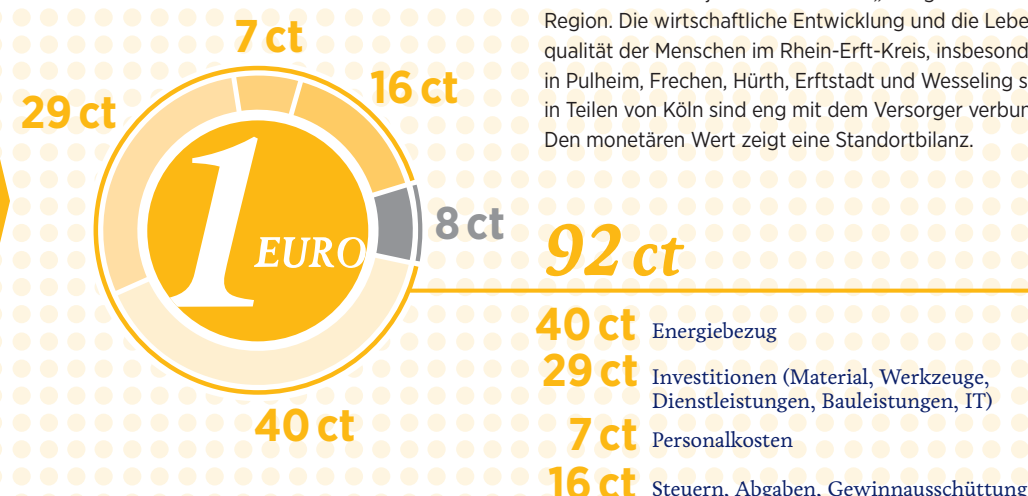 7 ct
16 ct
29 ct
8 ct
1 EURO
40 ct
Region. Die wirtschaftliche Entwicklung und die Lebe
qualität der Menschen im Rhein-Erft-Kreis, insbesond
in Pulheim, Frechen, Hürth, Erftstadt und Wesseling s
in Teilen von Köln sind eng mit dem Versorger verbun
Den monetären Wert zeigt eine Standortbilanz.
92 ct
40 ct Energiebezug
29 ct Investitionen (Material, Werkzeuge,
Dienstleistungen, Bauleistungen, IT)
7 ct Personalkosten
16 ct Steuern, Abgaben, Gewinnausschüttung